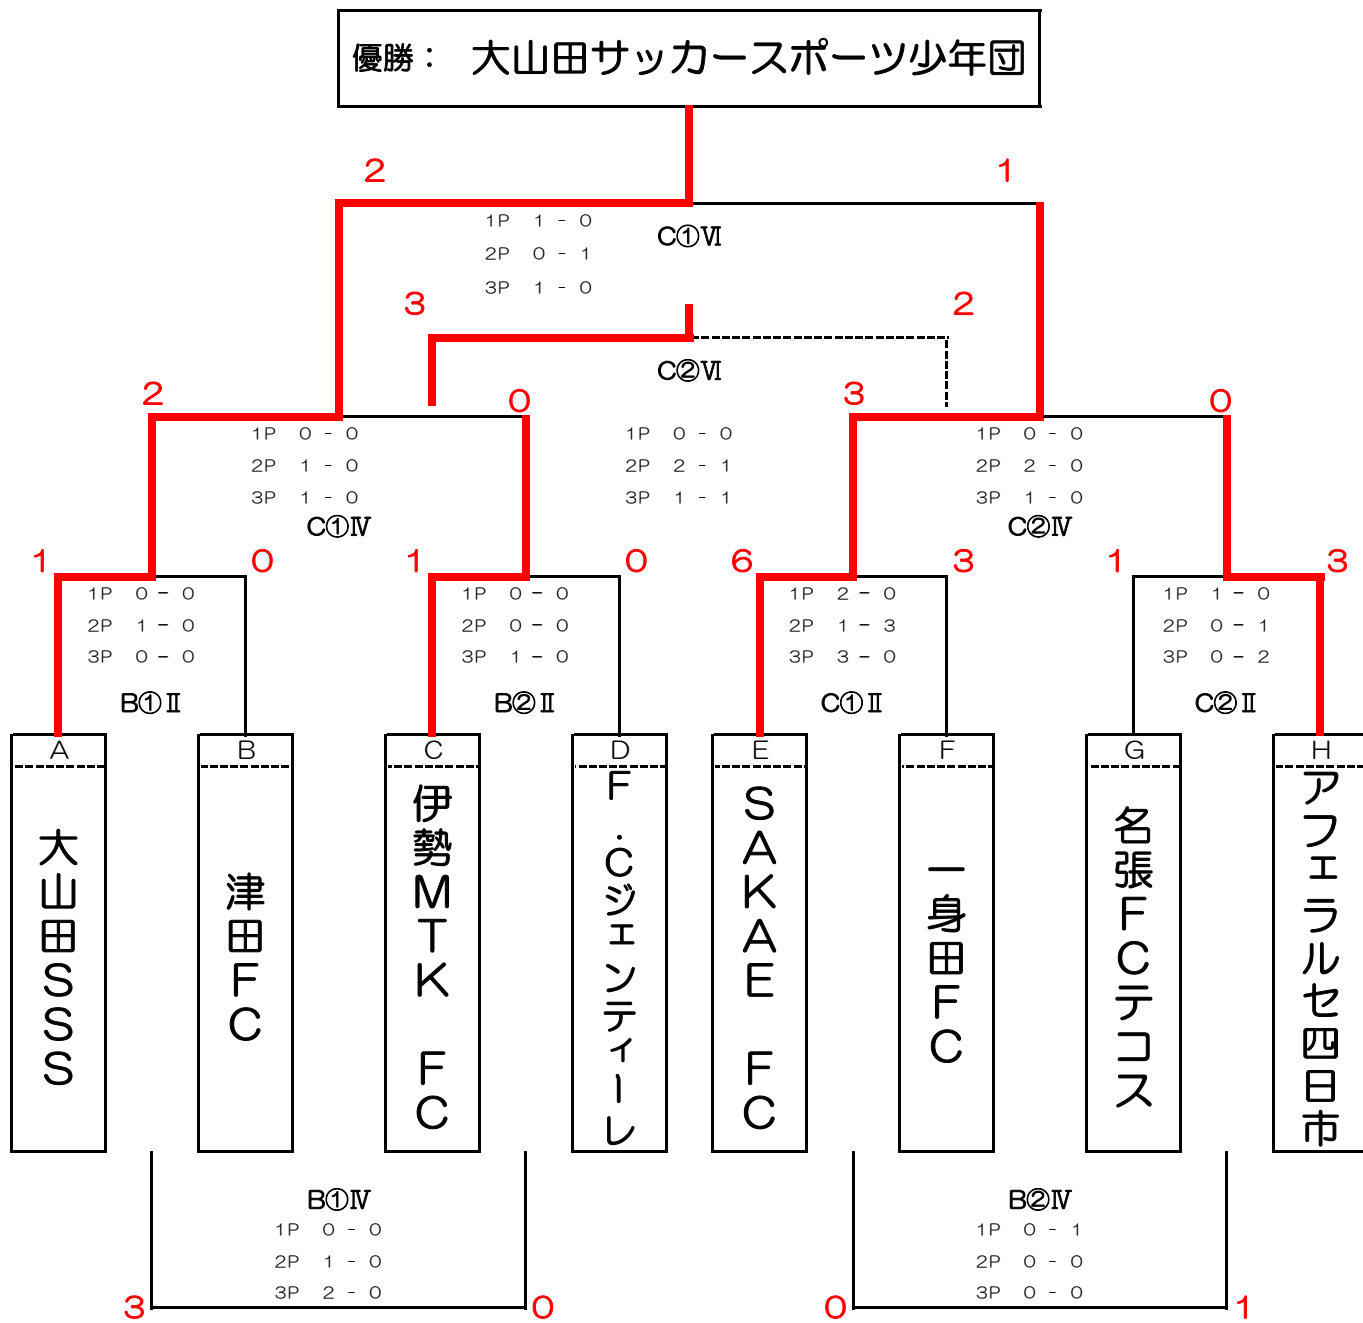 優勝： 大山田サッカースポーツ少年団
2 1
1P 1 - 0
C①Ⅵ
2P 0 - 1
3P 1 - 0
3 2
C②Ⅵ
2 0 3 0
1P 0 - 0 1P 0 - 0 1P 0 - 0
2P 1 - 0 2P 2 - 1 2P 2 - 0
3P 1 - 0 3P 1 - 1 3P 1 - 0
C①Ⅳ C②Ⅳ
1 0 1 0 6 3 1 3
1P 0 - 0 1P 0 - 0 1P 2 - 0 1P 1 - 0
2P 1 - 0 2P 0 - 0 2P 1 - 3 2P 0 - 1
3P 0 - 0 3P 1 - 0 3P 3 - 0 3P 0 - 2
B①Ⅱ B②Ⅱ C①Ⅱ C②Ⅱ
A B C D E F G H
大山田SSS
津田FC
伊勢MTK FC
F．Cジェンティーレ
SAKAE FC
一身田FC
名張FCテコス
アフェラルセ四日市
B①Ⅳ B②Ⅳ
1P 0 - 0 1P 0 - 1
2P 1 - 0 2P 0 - 0
3P 2 - 0 3P 0 - 0
3 0 0 1